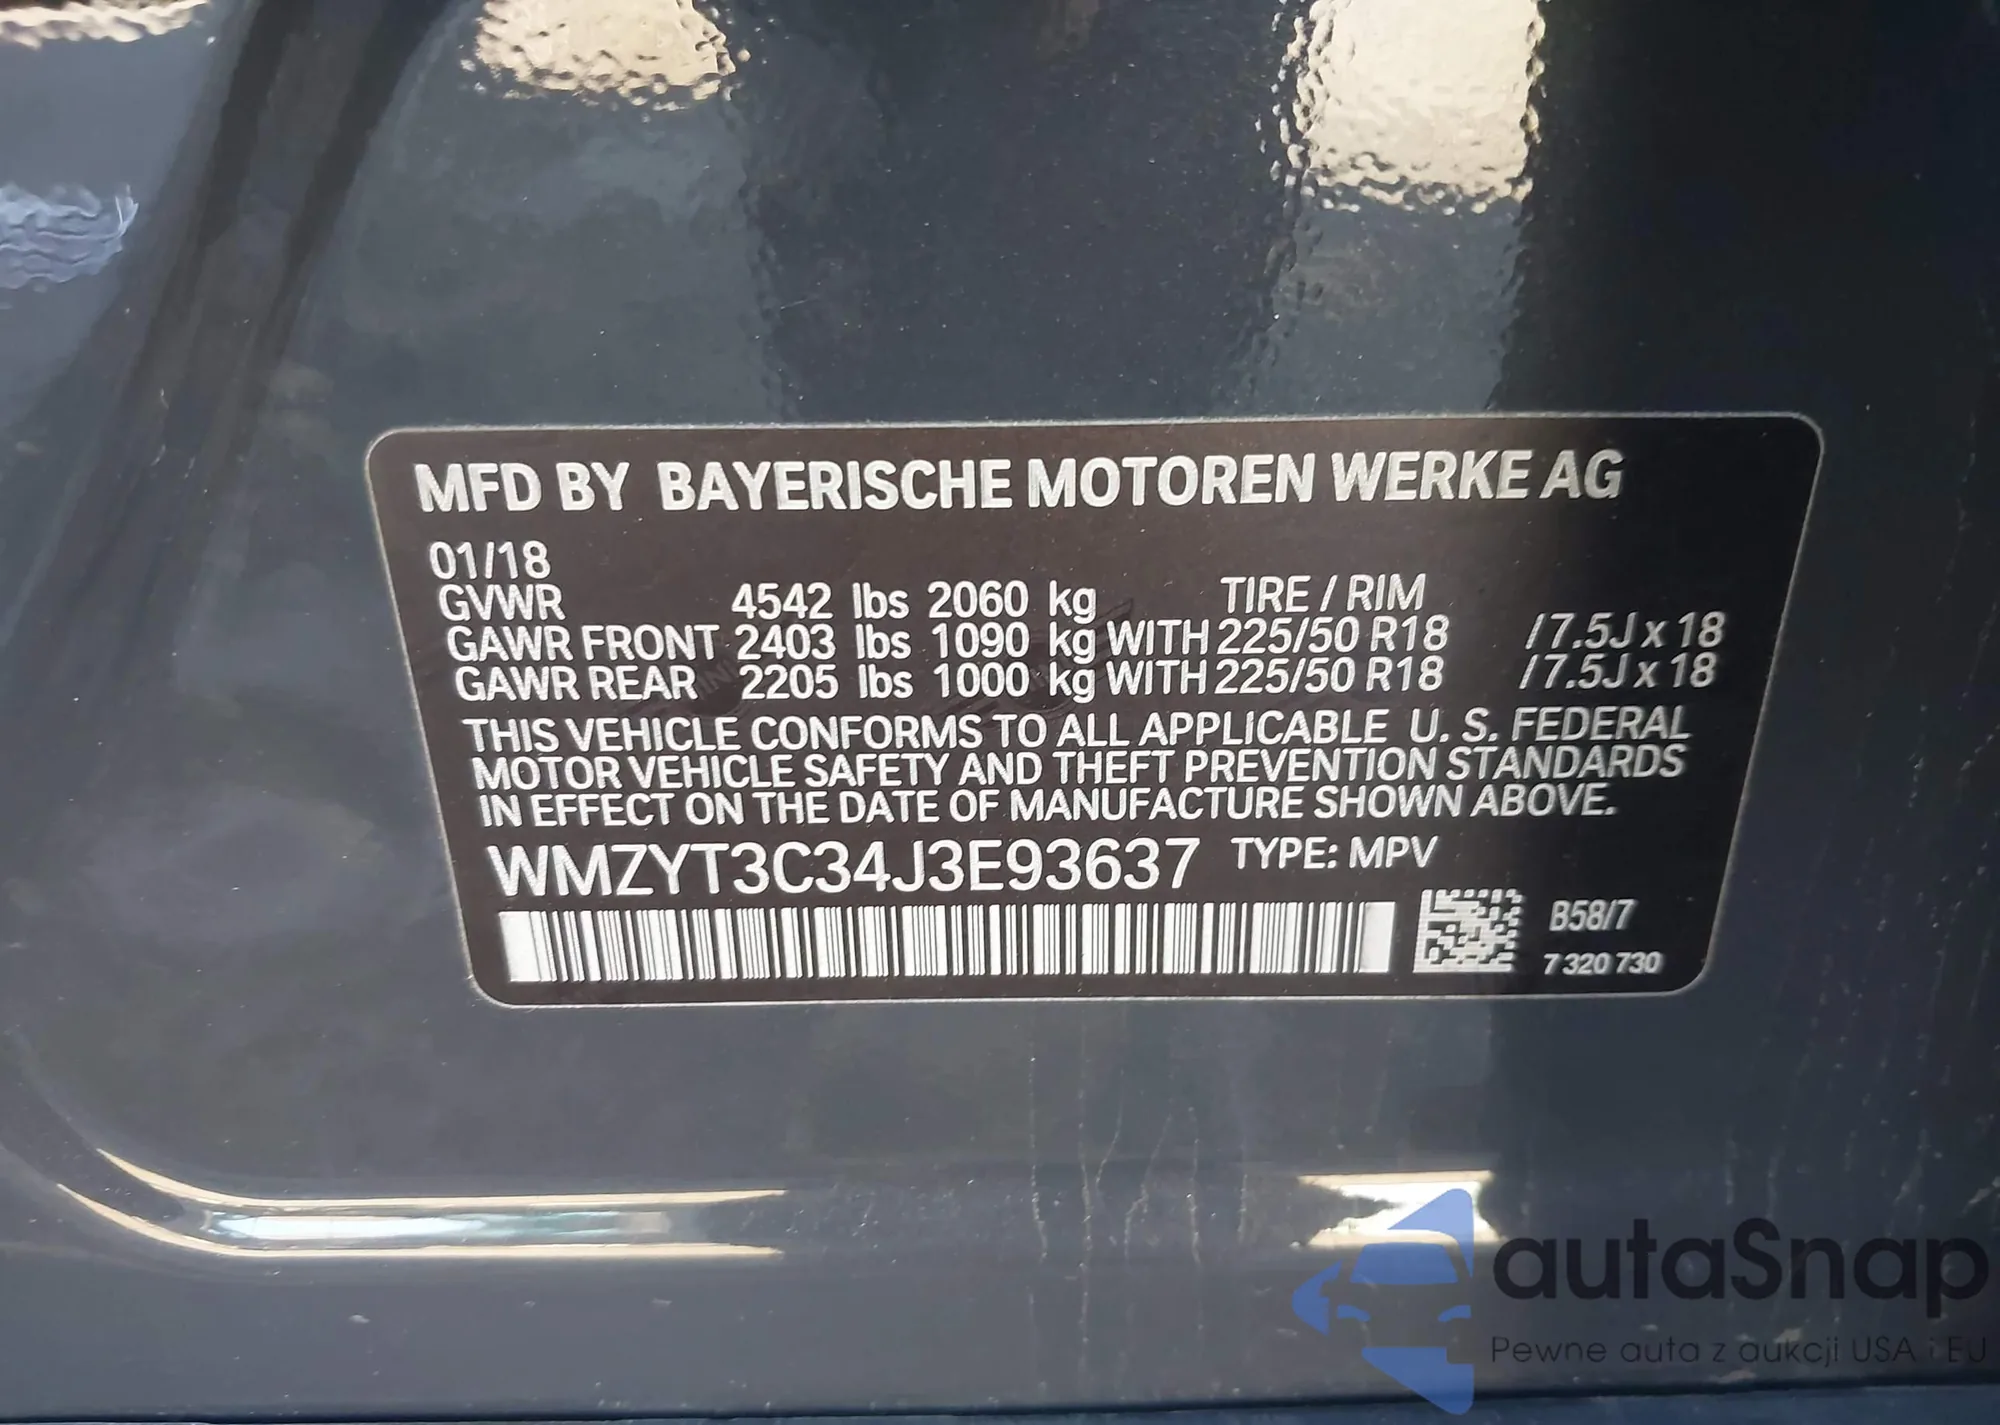 MFD BY BAYERISCHE MOTOREN WERKE AG
01/18
GVWR 4542 lbs 2060 kg TIRE / RIM
GAWR FRONT 2403 lbs 1090 kg WITH 225/50 R18 / 7.5J x 18
GAWR REAR 2205 lbs 1000 kg WITH 225/50 R18 / 7.5J x 18
THIS VEHICLE CONFORMS TO ALL APPLICABLE U. S. FEDERAL
MOTOR VEHICLE SAFETY AND THEFT PREVENTION STANDARDS
IN EFFECT ON THE DATE OF MANUFACTURE SHOWN ABOVE.
WMZYT3C34J3E93637 TYPE: MPV
B58/7
7 320 730
autaSnap
Pewne auta z aukcji USA i EU